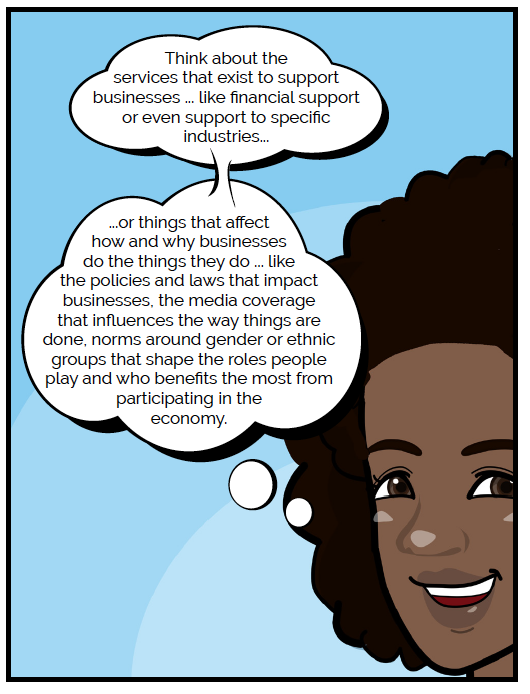 Think about the
services that exist to support
businesses ... like financial support
or even support to specific
industries...
...or things that affect
how and why businesses
do the things they do ... like
the policies and laws that impact
businesses, the media coverage
that influences the way things are
done, norms around gender or ethnic
groups that shape the roles people
play and who benefits the most from
participating in the
economy.